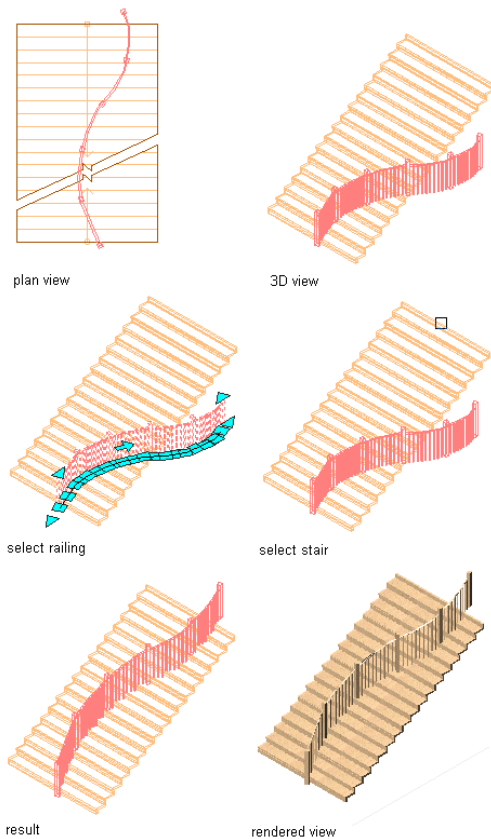 plan view
3D view
select railing
select stair
result
rendered view